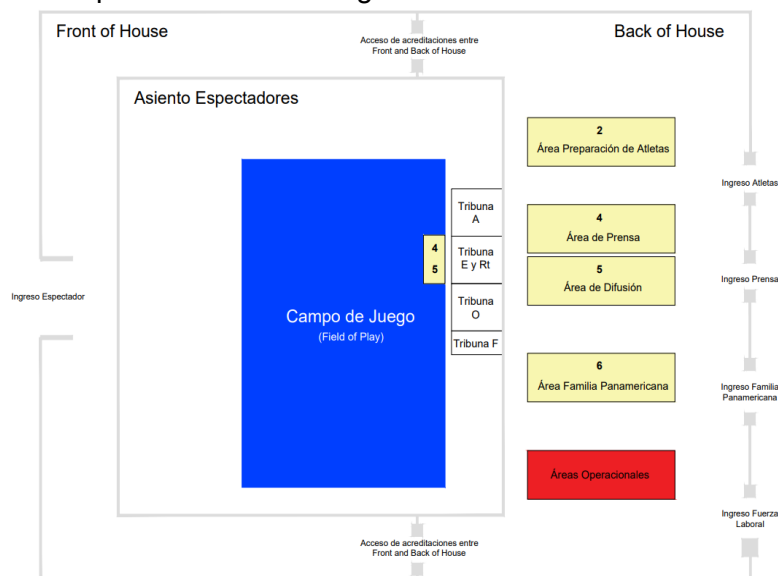 Front of House
Acceso de acreditaciones entre
Front and Back of House
Back of House
Asiento Espectadores
2
Área Preparación de Atletas
Ingreso Atletas
Tribuna
A
4
Área de Prensa
4
5
Tribuna
E y Rt
5
Área de Difusión
Ingreso Prensa
Ingreso Espectador
Campo de Juego
(Field of Play)
Tribuna
O
Tribuna F
6
Área Familia Panamericana
Ingreso Familia
Panamericana
Áreas Operacionales
Ingreso Fuerza
Laboral
Acceso de acreditaciones entre
Front and Back of House